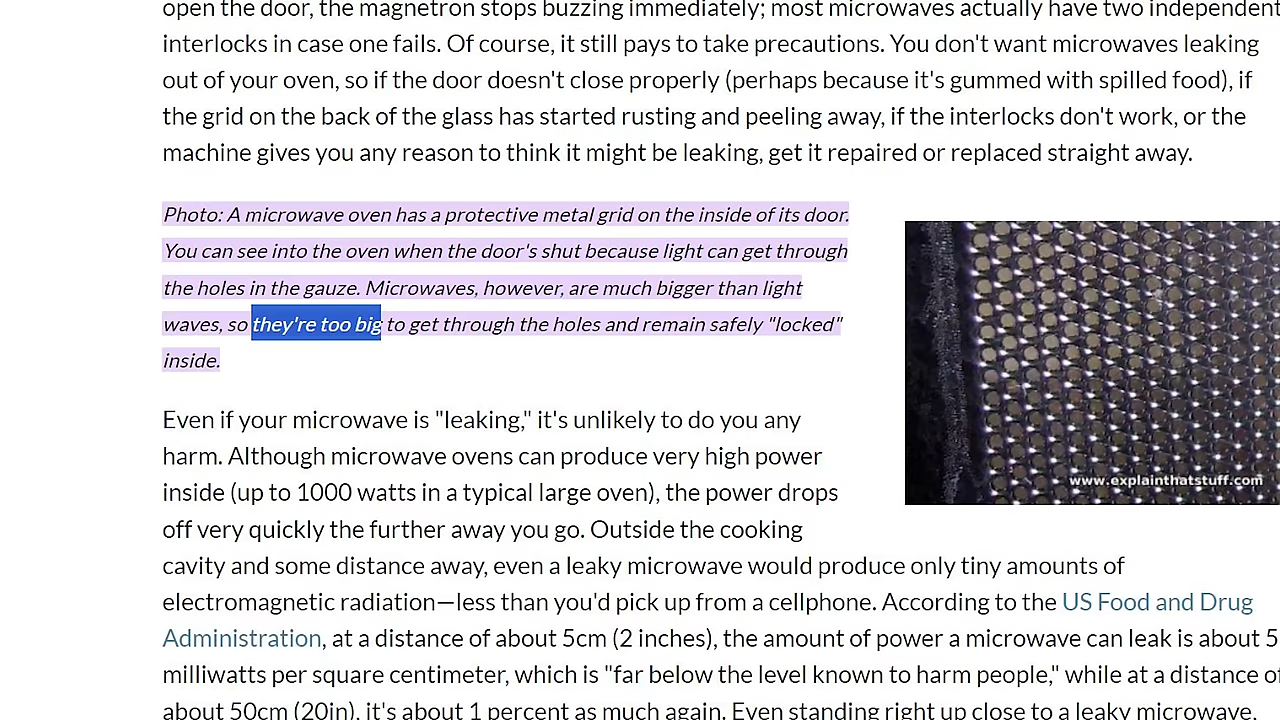 open the door, the magnetron stops buzzing immediately; most microwaves actually have two independent
interlocks in case one fails. Of course, it still pays to take precautions. You don't want microwaves leaking
out of your oven, so if the door doesn't close properly (perhaps because it's gummed with spilled food), if
the grid on the back of the glass has started rusting and peeling away, if the interlocks don't work, or the
machine gives you any reason to think it might be leaking, get it repaired or replaced straight away.
Photo: A microwave oven has a protective metal grid on the inside of its door.
You can see into the oven when the door's shut because light can get through
the holes in the gauze. Microwaves, however, are much bigger than light
waves, so they're too big to get through the holes and remain safely "locked"
inside.
www.explainthatstuff.com
Even if your microwave is "leaking," it's unlikely to do you any
harm. Although microwave ovens can produce very high power
inside (up to 1000 watts in a typical large oven), the power drops
off very quickly the further away you go. Outside the cooking
cavity and some distance away, even a leaky microwave would produce only tiny amounts of
electromagnetic radiation—less than you'd pick up from a cellphone. According to the US Food and Drug
Administration, at a distance of about 5cm (2 inches), the amount of power a microwave can leak is about 5
milliwatts per square centimeter, which is "far below the level known to harm people," while at a distance of
about 50cm (20in), it's about 1 percent as much again. Even standing right up close to a leaky microwave,